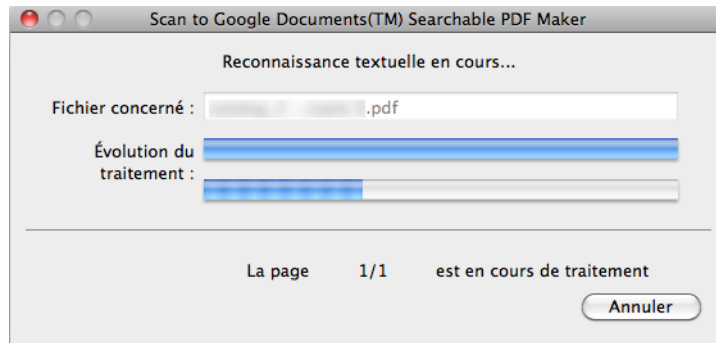 Scan to Google Documents(TM) Searchable PDF Maker
Reconnaissance textuelle en cours...
Fichier concerné : .pdf
Évolution du
traitement :
La page 1/1 est en cours de traitement
Annuler